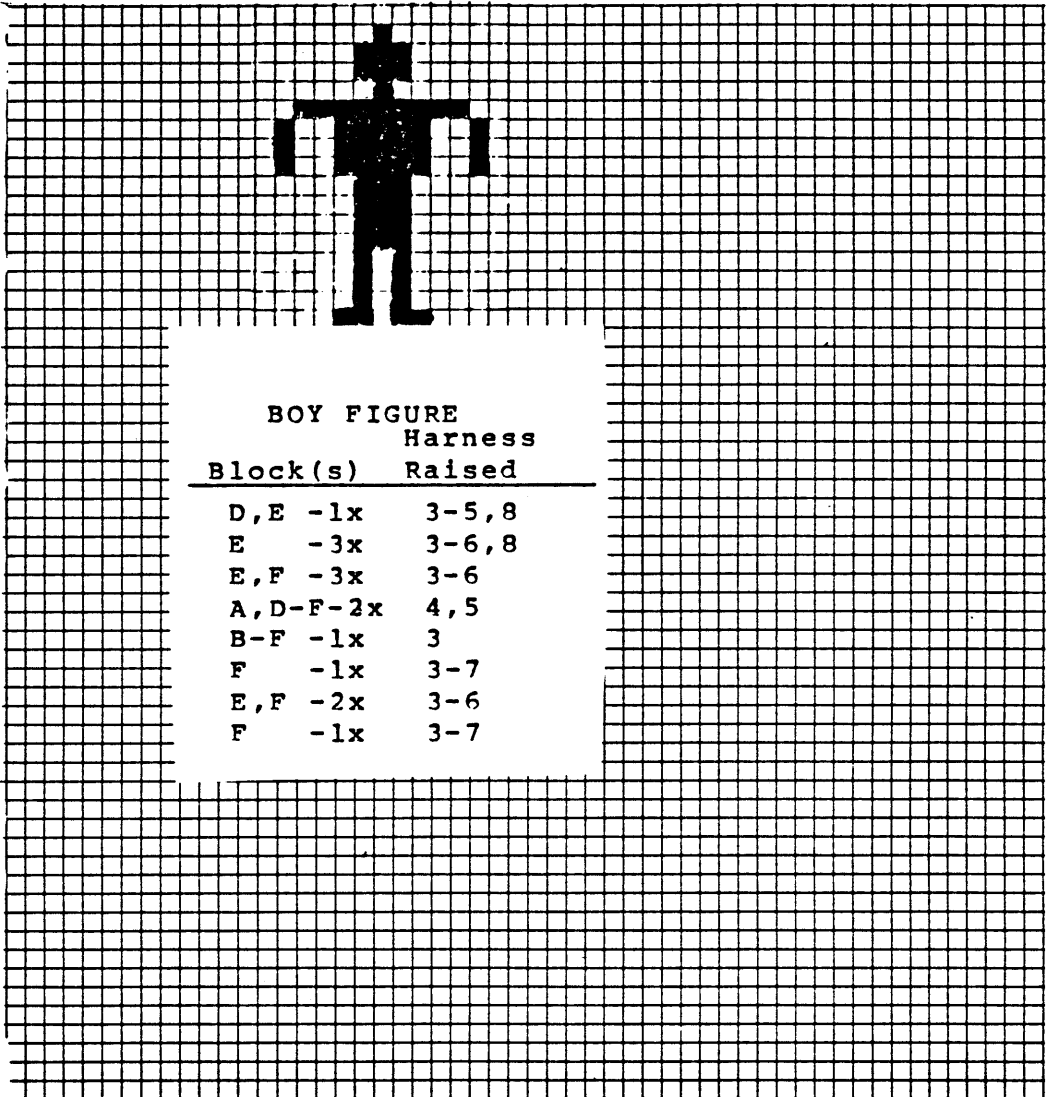 BOY FIGURE
Harness
Block(s) Raised
D,E -1x 3-5,8
E -3x 3-6,8
E,F -3x 3-6
A,D-F-2x 4,5
B-F -1x 3
F -1x 3-7
E,F -2x 3-6
F -1x 3-7